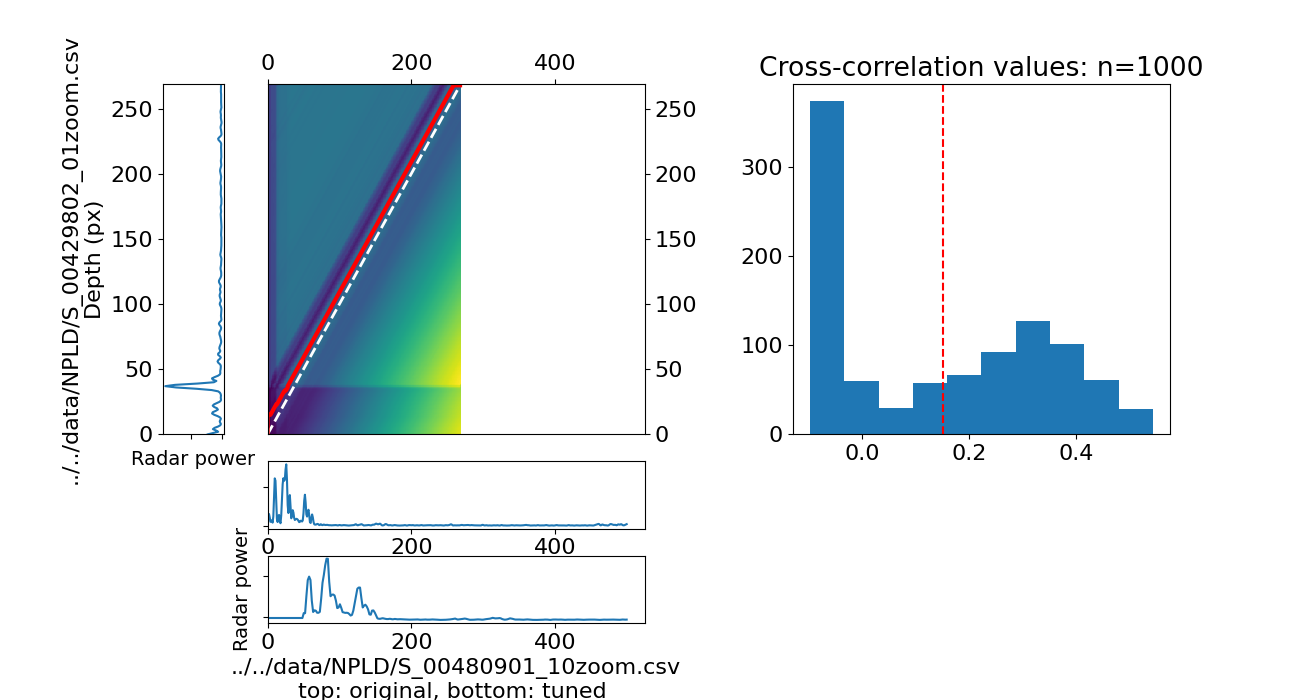 0 200 400
Cross-correlation values: n=1000
../../data/NPLD/S_00429802_01zoom.csv
Depth (px)
250
200
150
100
50
0
250
200
150
100
50
0
Radar power
300
200
100
0
0.0 0.2 0.4
0 200 400
Radar power
0 200 400
../../data/NPLD/S_00480901_10zoom.csv
top: original, bottom: tuned